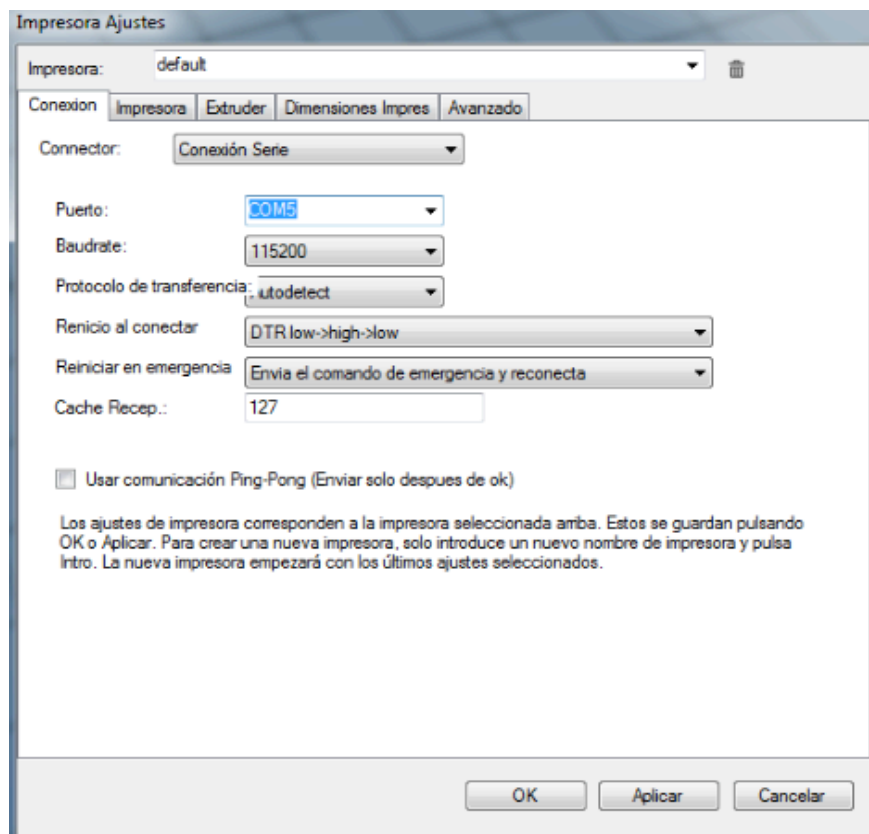 Impresora Ajustes
Impresora: default
Conexion Impresora Extruder Dimensiones Impres Avanzado
Connector: Conexión Serie
Puerto: COM5
Baudrate: 115200
Protocolo de transferencia: Autodetect
Renicio al conectar DTR low->high->low
Reiniciar en emergencia Envia el comando de emergencia y reconecta
Cache Recep.: 127
Usar comunicación Ping-Pong (Enviar solo despues de ok)
Los ajustes de impresora corresponden a la impresora seleccionada arriba. Estos se guardan pulsando
OK o Aplicar. Para crear una nueva impresora, solo introduce un nuevo nombre de impresora y pulsa
Intro. La nueva impresora empezará con los últimos ajustes seleccionados.
OK Aplicar Cancelar